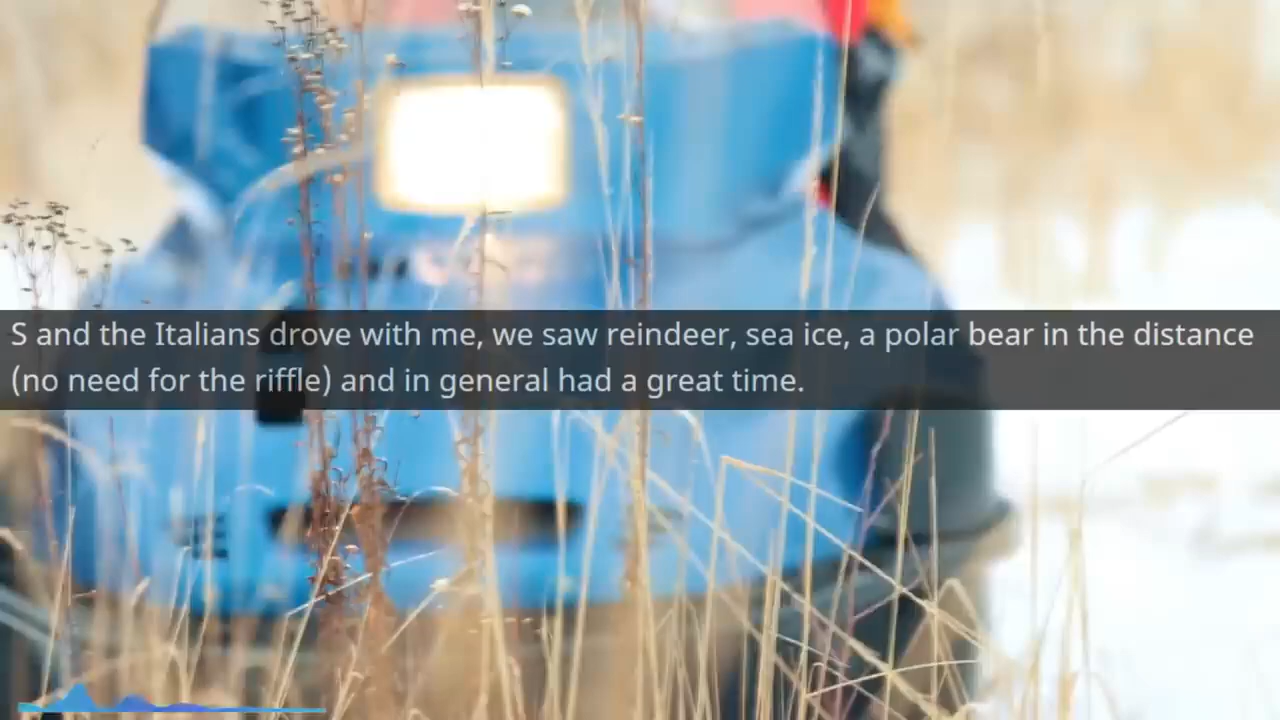 S and the Italians drove with me, we saw reindeer, sea ice, a polar bear in the distance
(no need for the riffle) and in general had a great time.